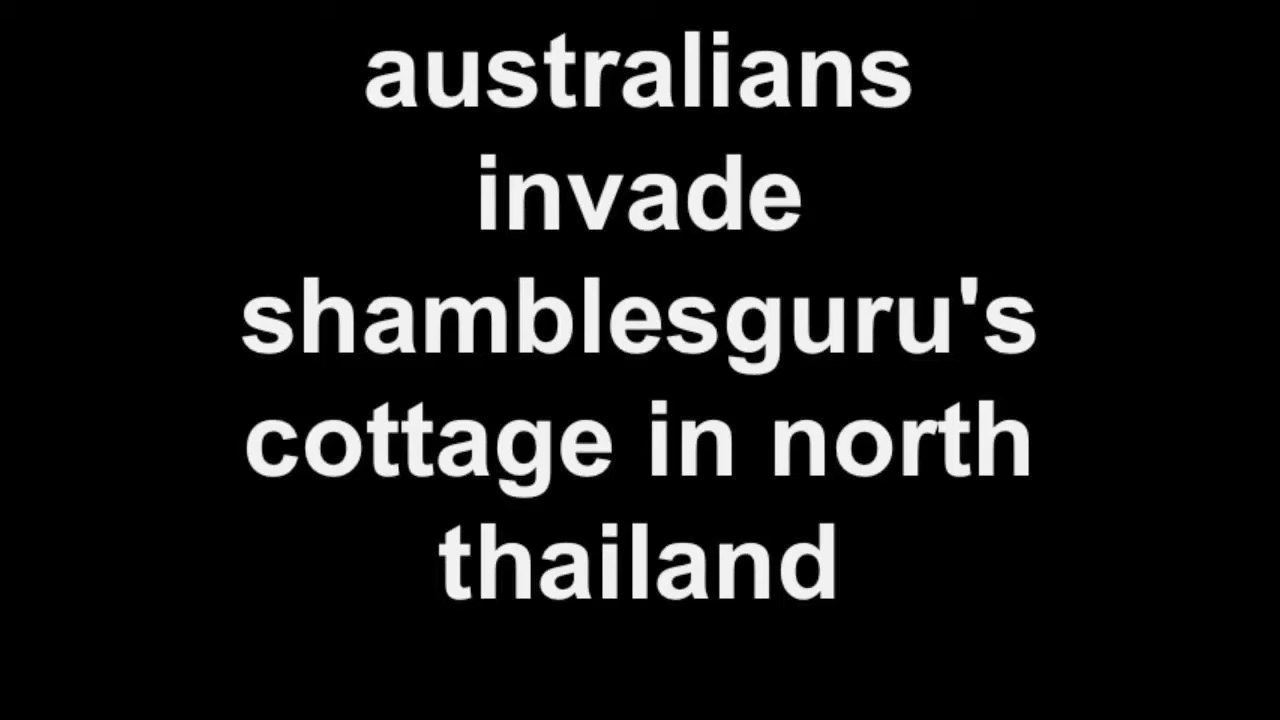 australians
invade
shamblesguru's
cottage in north
thailand